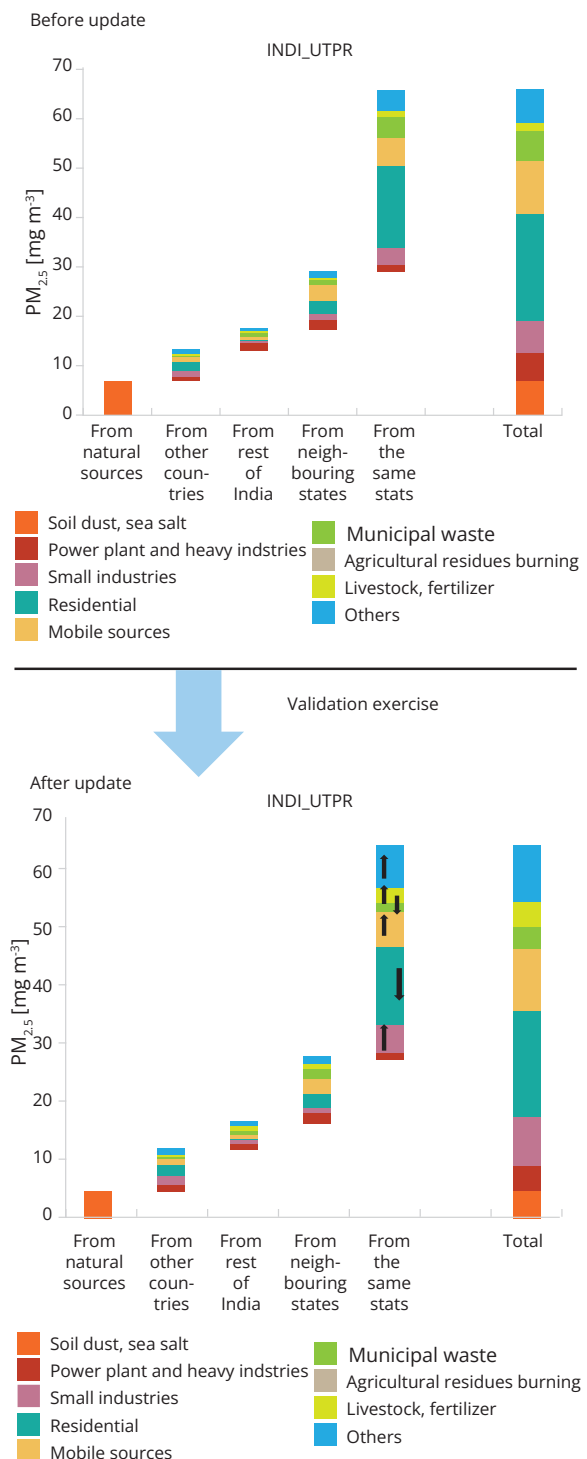 Before update
INDI_UTPR
70
60
50
40
30
20
10
0
PM2.5 [mg m-3]
From natural sources
From other coun-tries
From rest of India
From neigh-bouring states
From the same stats
Total
Soil dust, sea salt
Power plant and heavy indstries
Small industries
Residential
Mobile sources
Municipal waste
Agricultural residues burning
Livestock, fertilizer
Others
Validation exercise
After update
INDI_UTPR
70
60
50
40
30
20
10
0
PM2.5 [mg m-3]
From natural sources
From other coun-tries
From rest of India
From neigh-bouring states
From the same stats
Total
Soil dust, sea salt
Power plant and heavy indstries
Small industries
Residential
Mobile sources
Municipal waste
Agricultural residues burning
Livestock, fertilizer
Others